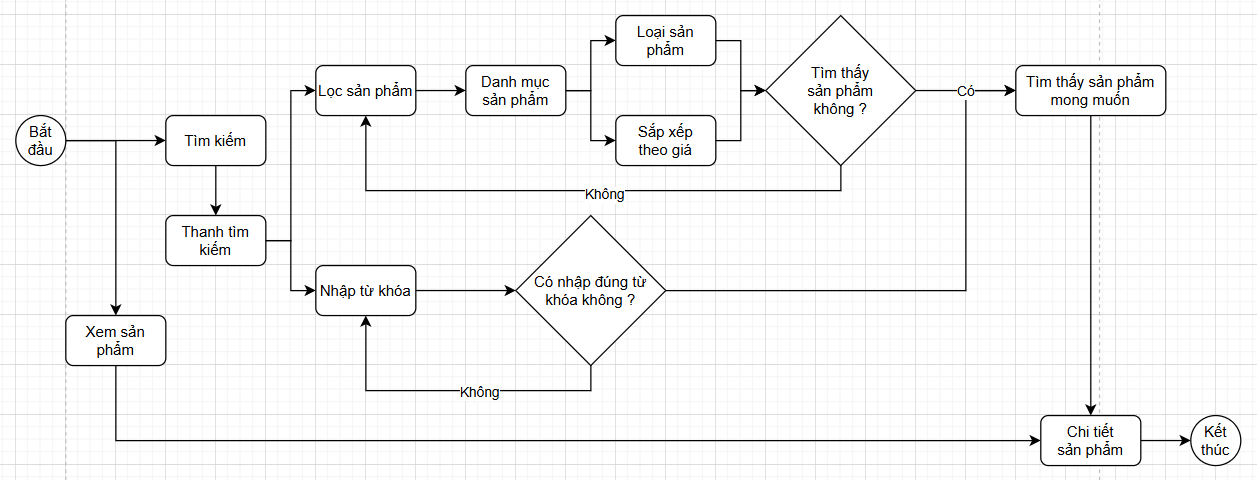 Bắt
đầu
Tìm kiếm
Thanh tìm
kiếm
Xem sản
phẩm
Lọc sản phẩm
Danh mục
sản phẩm
Loại sản
phẩm
Sắp xếp
theo giá
Tìm thấy
sản phẩm
không ?
Không
Có
Tìm thấy sản phẩm
mong muốn
Nhập từ khóa
Có nhập đúng từ
khóa không ?
Không
Chi tiết
sản phẩm
Kết
thúc